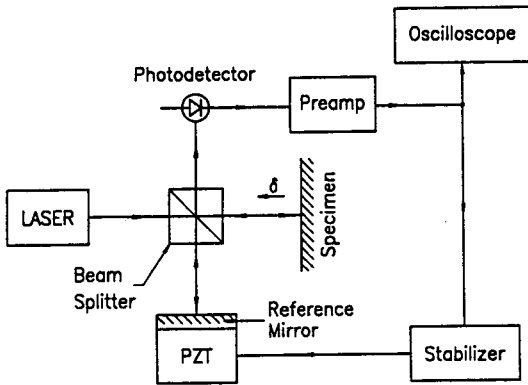 Oscilloscope
Photodetector
Preamp
δ
LASER
Specimen
Beam
Splitter
Reference
Mirror
PZT
Stabilizer